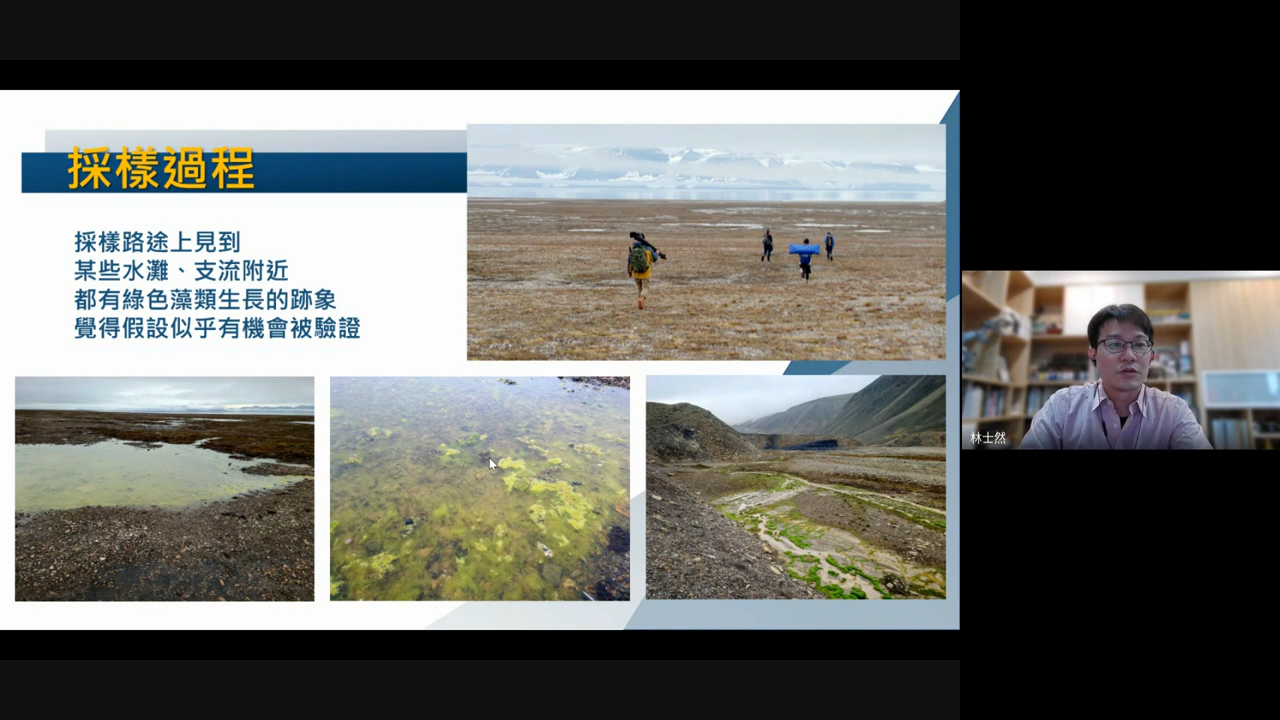 採樣過程
採樣路途上見到
某些水灘、支流附近
都有綠色藻類生長的跡象
覺得假設似乎有機會被驗證
林士然